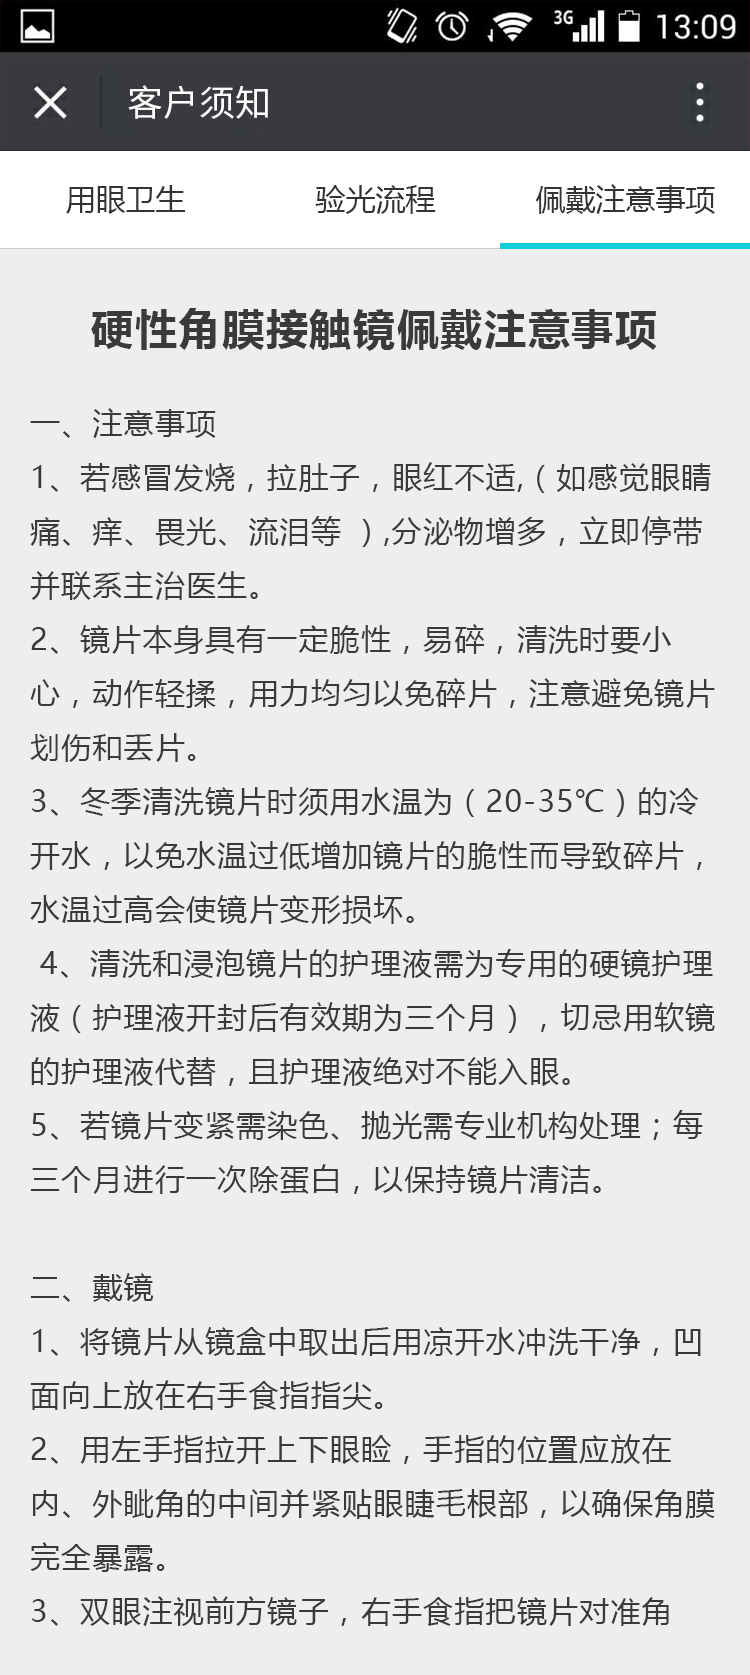 3G 13:09
客户须知
用眼卫生 验光流程 佩戴注意事项
硬性角膜接触镜佩戴注意事项
一、注意事项
1、若感冒发烧，拉肚子，眼红不适,（如感觉眼睛
痛、痒、畏光、流泪等 ）,分泌物增多，立即停带
并联系主治医生。
2、镜片本身具有一定脆性，易碎，清洗时要小
心，动作轻揉，用力均匀以免碎片，注意避免镜片
划伤和丢片。
3、冬季清洗镜片时须用水温为（20-35℃）的冷
开水，以免水温过低增加镜片的脆性而导致碎片，
水温过高会使镜片变形损坏。
4、清洗和浸泡镜片的护理液需为专用的硬镜护理
液（护理液开封后有效期为三个月），切忌用软镜
的护理液代替，且护理液绝对不能入眼。
5、若镜片变紧需染色、抛光需专业机构处理；每
三个月进行一次除蛋白，以保持镜片清洁。
二、戴镜
1、将镜片从镜盒中取出后用凉开水冲洗干净，凹
面向上放在右手食指指尖。
2、用左手指拉开上下眼睑，手指的位置应放在
内、外眦角的中间并紧贴眼睫毛根部，以确保角膜
完全暴露。
3、双眼注视前方镜子，右手食指把镜片对准角